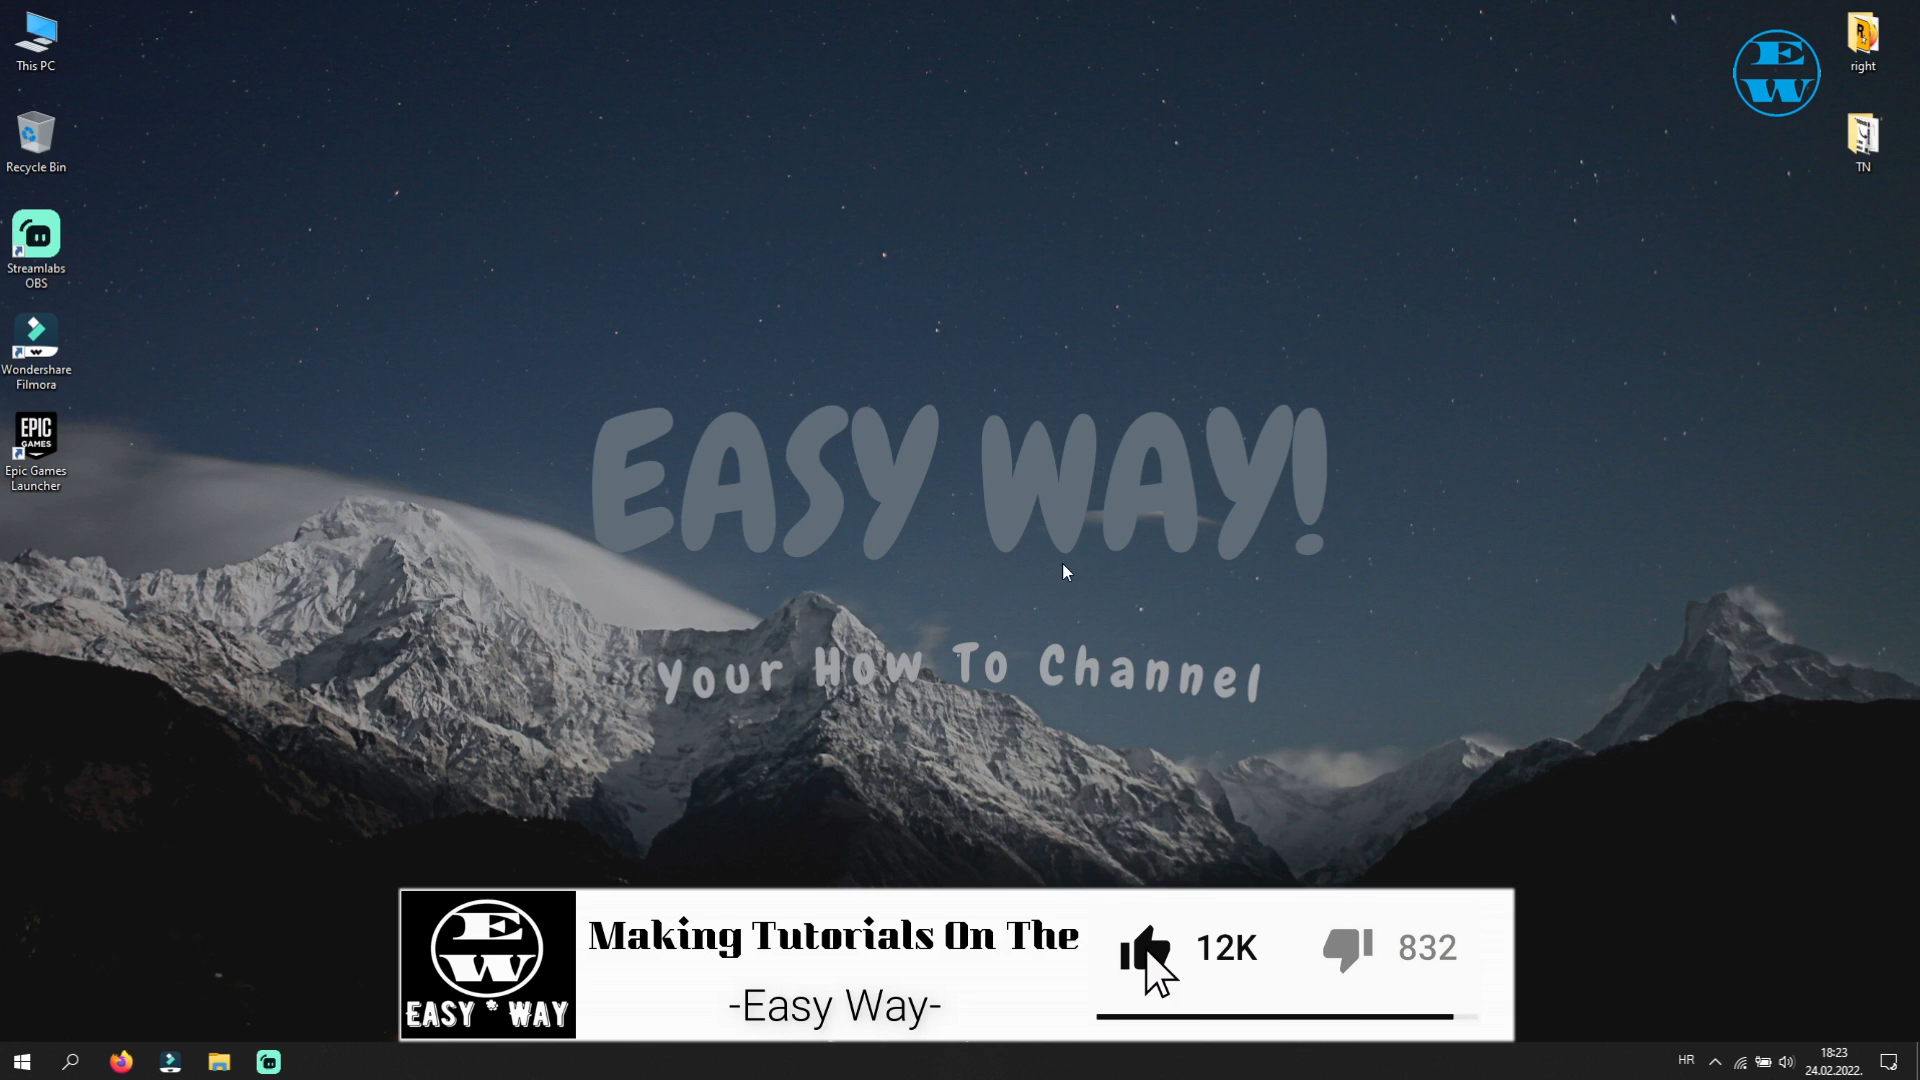 This PC
Recycle Bin
Streamlabs
OBS
Wondershare
Filmora
EPIC
GAMES
Epic Games
Launcher
E
W
right
TN
EASY WAY!
Your How To Channel
E
W
EASY * WAY
Making Tutorials On The
-Easy Way-
12K
832
HR
18:23
24.02.2022.